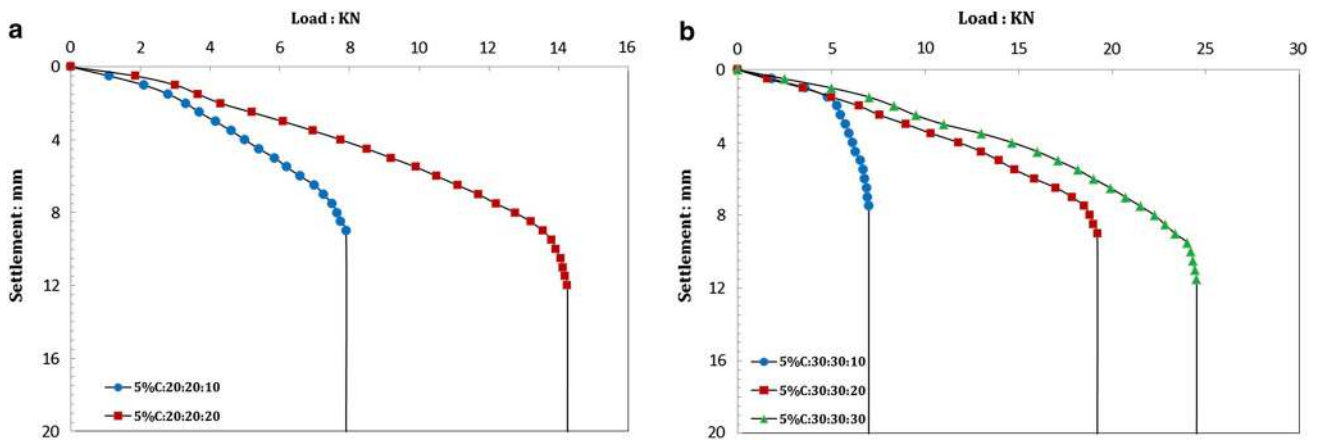 a
Load : KN
0 2 4 6 8 10 12 14 16
0
4
8
12
16
20
Settlement : mm
5%C:20:20:10
5%C:20:20:20
b
Load : KN
0 5 10 15 20 25 30
0
4
8
12
16
20
Settlement : mm
5%C:30:30:10
5%C:30:30:20
5%C:30:30:30